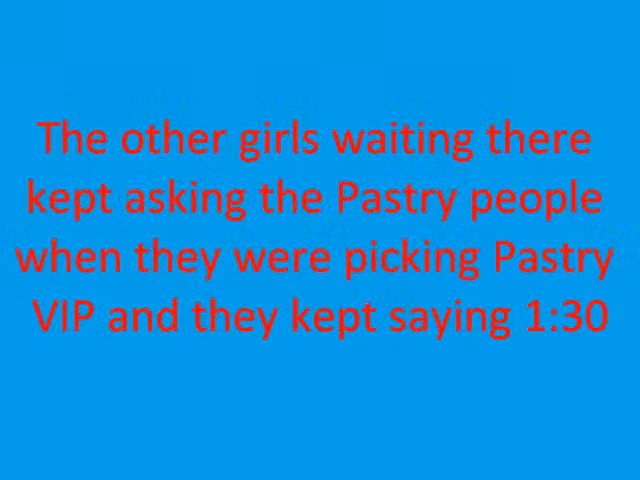 The other girls waiting there
kept asking the Pastry people
when they were picking Pastry
VIP and they kept saying 1:30